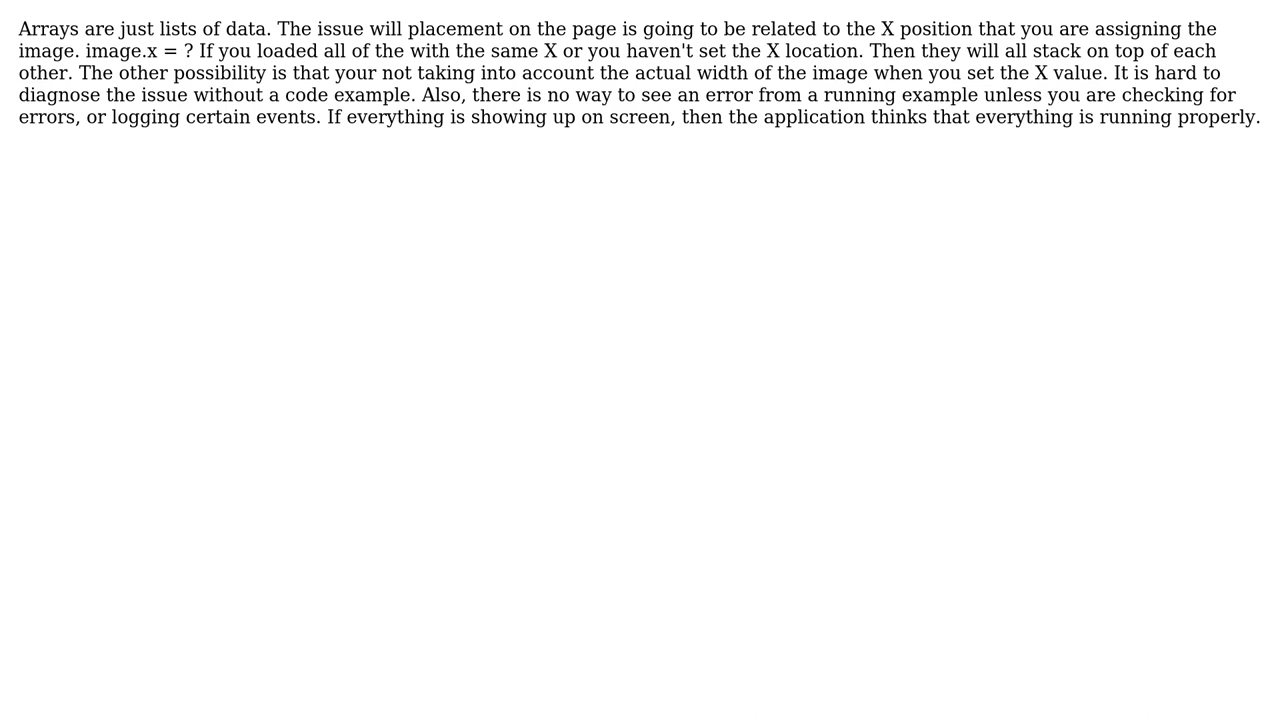 Arrays are just lists of data. The issue will placement on the page is going to be related to the X position that you are assigning the
image. image.x = ? If you loaded all of the with the same X or you haven't set the X location. Then they will all stack on top of each
other. The other possibility is that your not taking into account the actual width of the image when you set the X value. It is hard to
diagnose the issue without a code example. Also, there is no way to see an error from a running example unless you are checking for
errors, or logging certain events. If everything is showing up on screen, then the application thinks that everything is running properly.